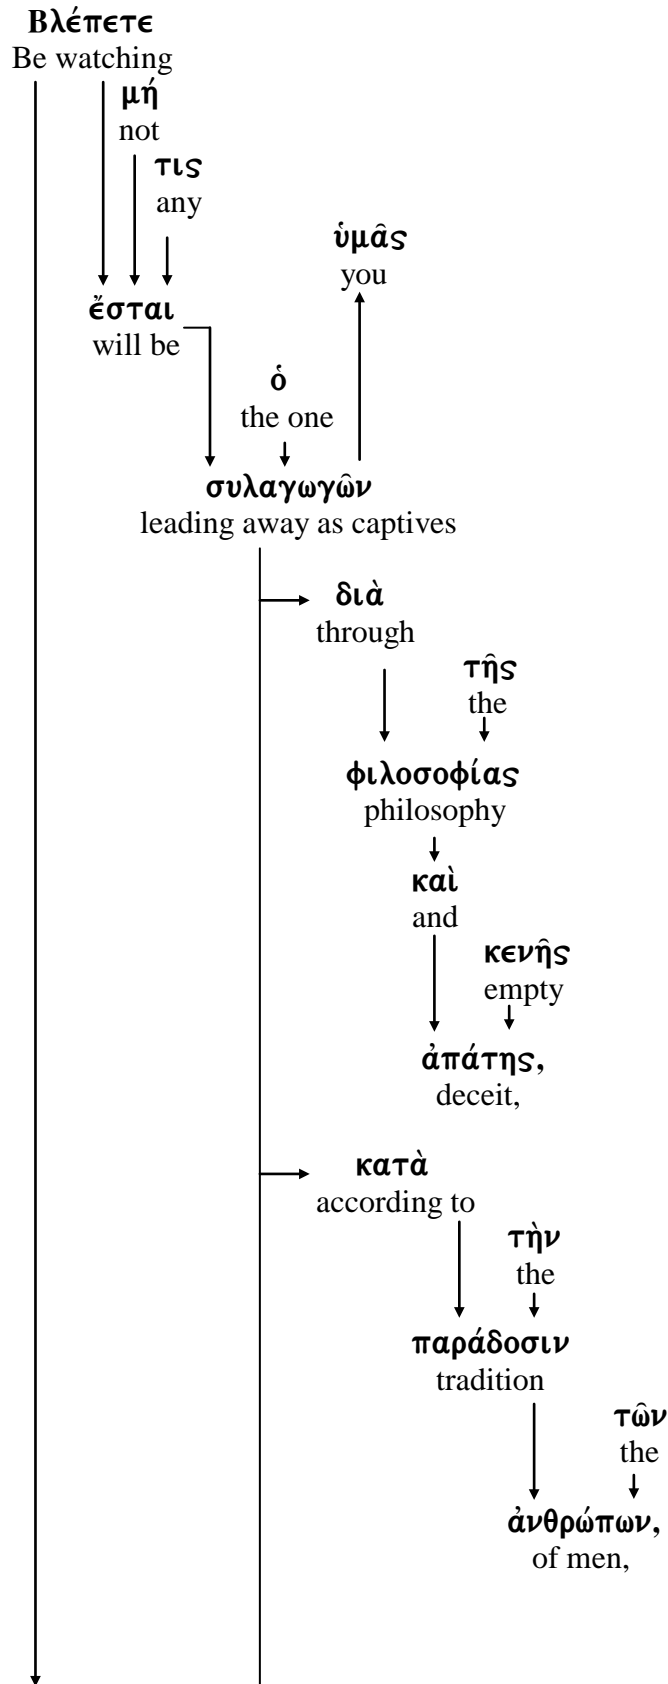 Βλέπετε
Be watching
μή
not
τις
any
ὑμᾶς
you
ἔσται
will be
ὁ
the one
συλαγωγῶν
leading away as captives
διὰ
through
τῆς
the
φιλοσοφίας
philosophy
καὶ
and
κενῆς
empty
ἀπάτης,
deceit,
κατὰ
according to
τὴν
the
παράδοσιν
tradition
τῶν
the
ἀνθρώπων,
of men,